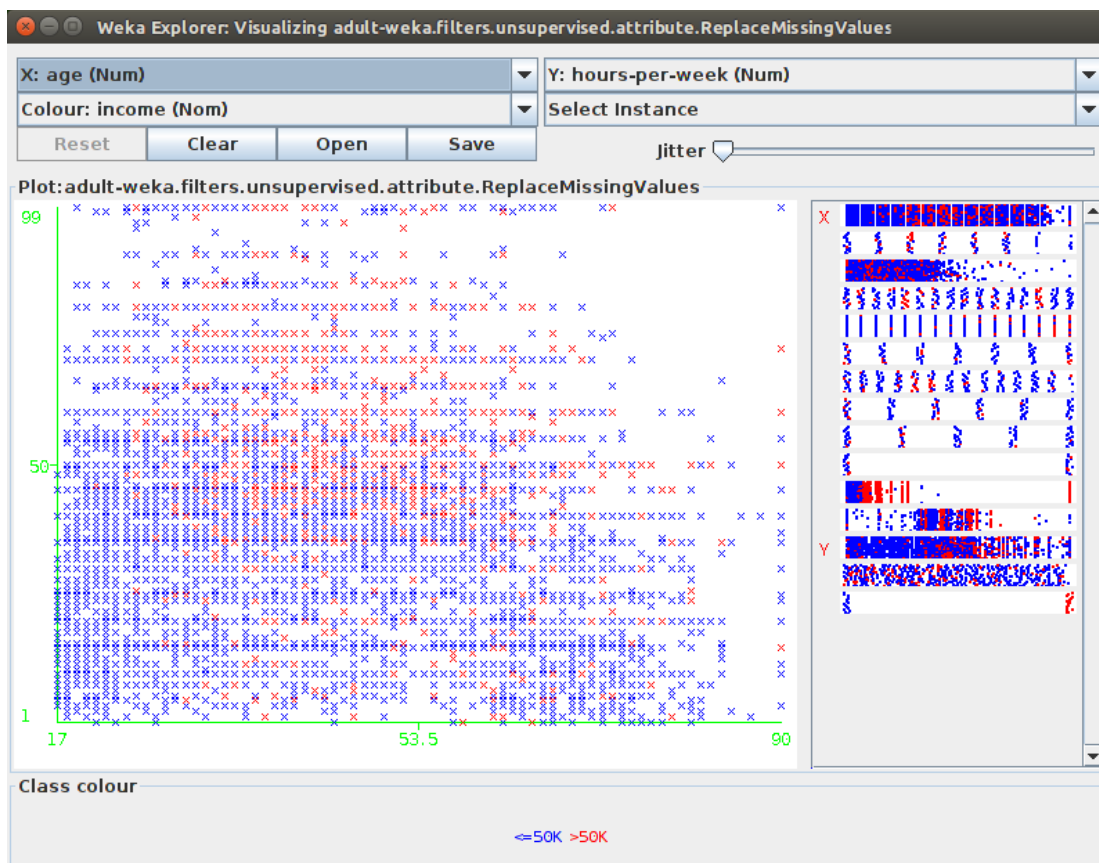 Weka Explorer: Visualizing adult-weka.filters.unsupervised.attribute.ReplaceMissingValues
X: age (Num) Y: hours-per-week (Num)
Colour: income (Nom) Select Instance
Reset Clear Open Save Jitter
Plot:adult-weka.filters.unsupervised.attribute.ReplaceMissingValues
99
50
1
17 53.5 90
X
Y
Class colour
<=50K >50K